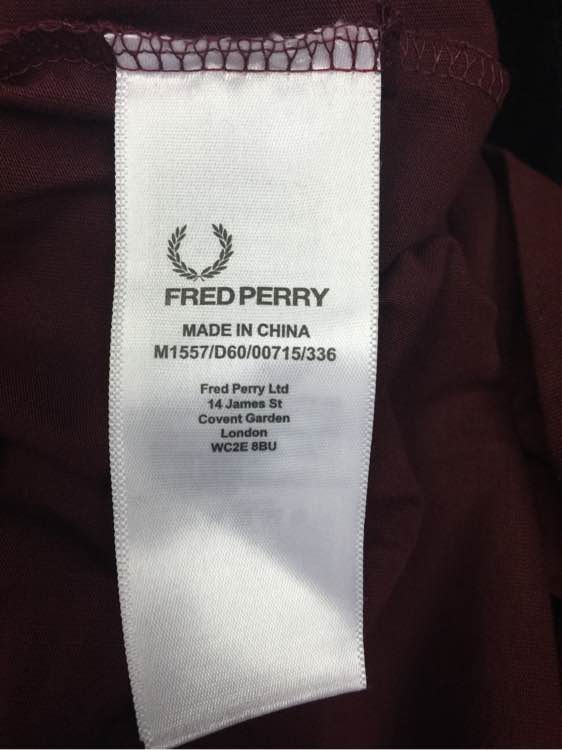 FRED PERRY
MADE IN CHINA
M1557/D60/00715/336
Fred Perry Ltd
14 James St
Covent Garden
London
WC2E 8BU